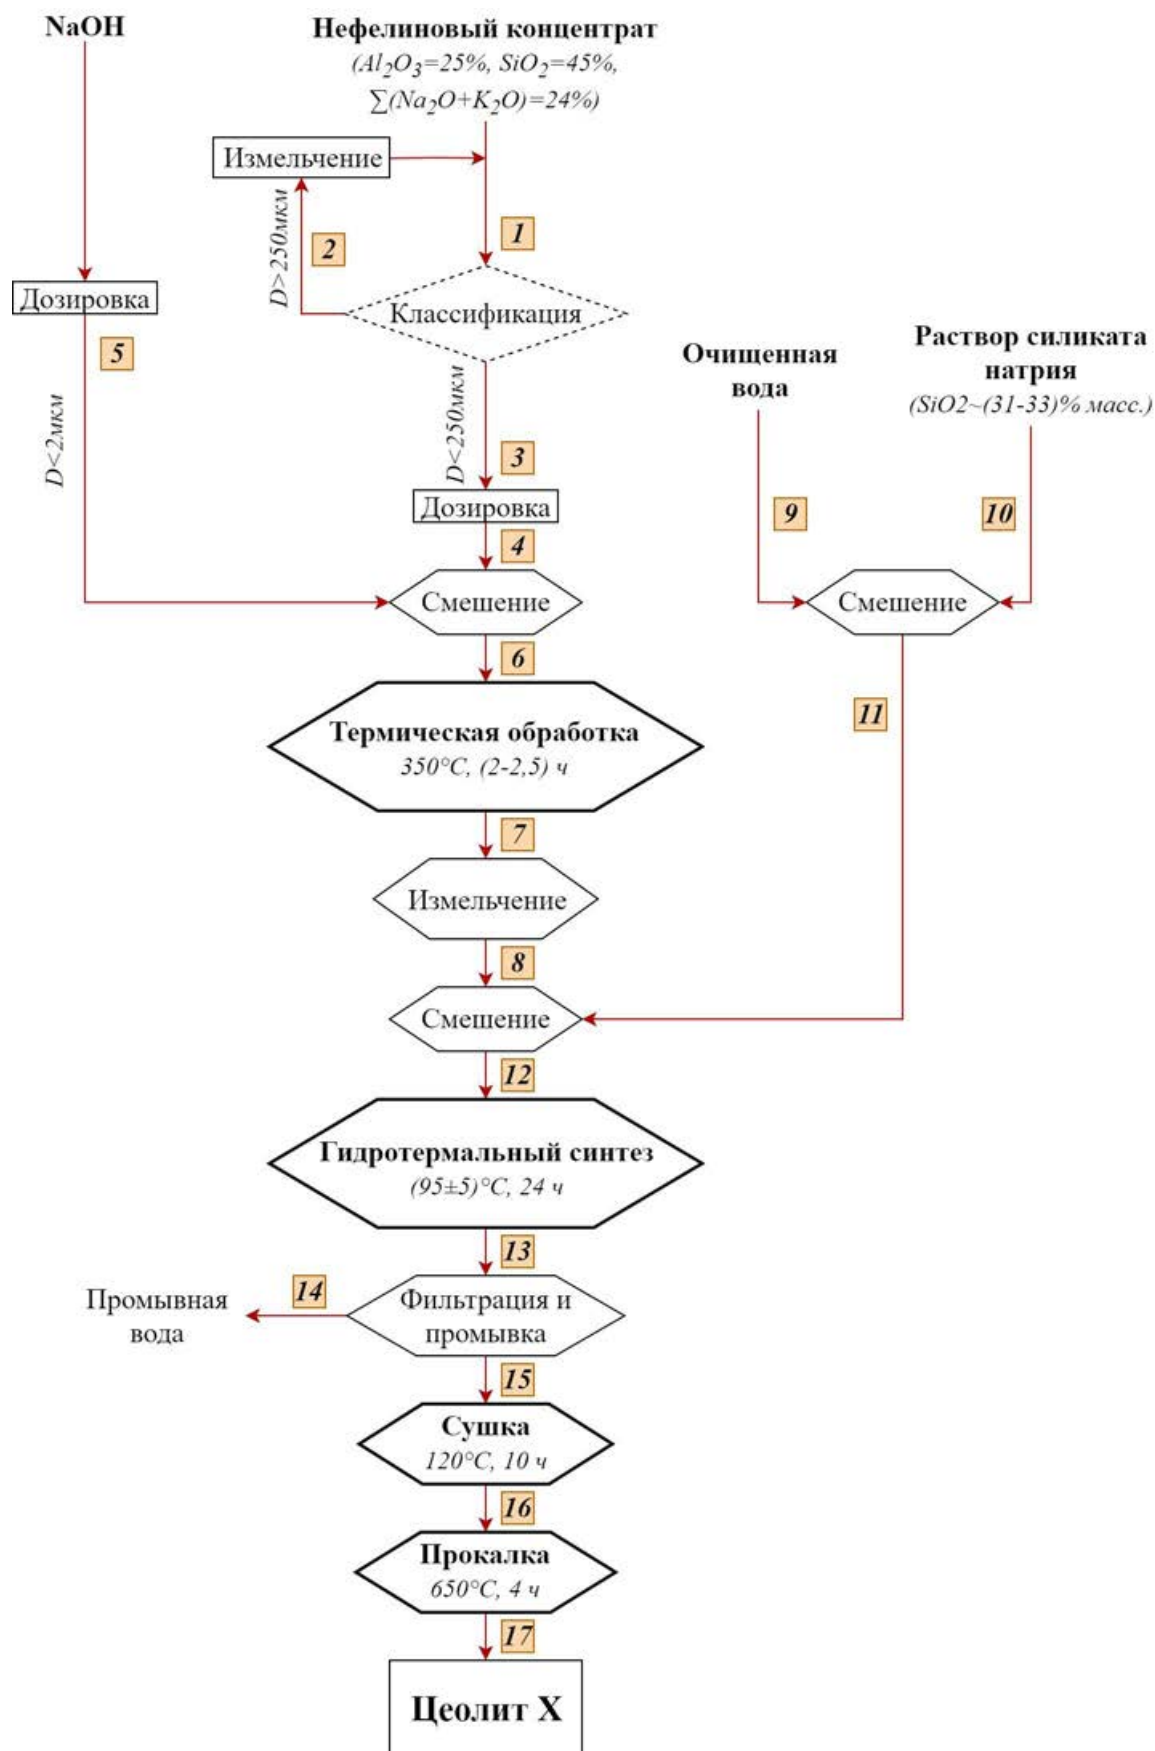 NaOH
Нефелиновый концентрат
(Al₂O₃=25%, SiO₂=45%,
∑(Na₂O+K₂O)=24%)
Измельчение
D>250мкм
2
1
Классификация
Дозировка
5
D<2мкм
D<250мкм
3
Дозировка
4
Смешение
Очищенная
вода
Раствор силиката
натрия
(SiO2~(31-33)% масс.)
9
10
Смешение
11
6
Термическая обработка
350°C, (2-2,5) ч
7
Измельчение
8
Смешение
12
Гидротермальный синтез
(95±5)°C, 24 ч
13
14
Промывная
вода
Фильтрация и
промывка
15
Сушка
120°C, 10 ч
16
Прокалка
650°C, 4 ч
17
Цеолит X